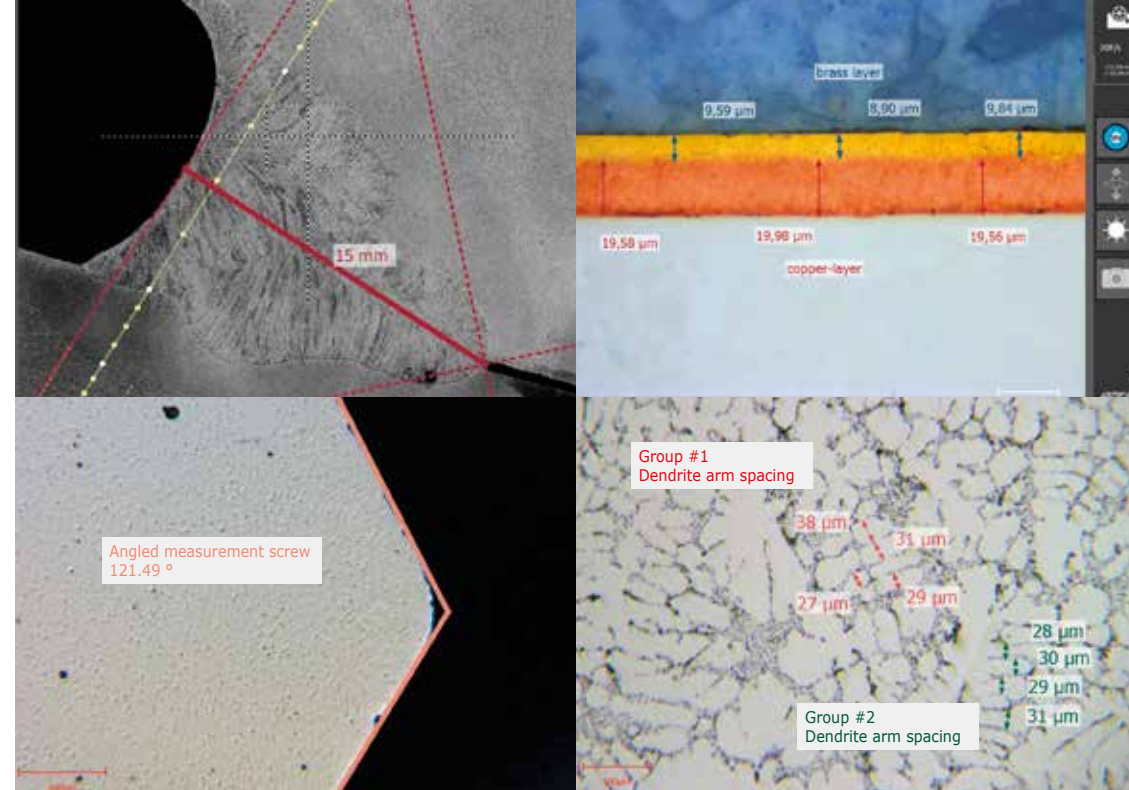 15 mm
brass layer
9,59 µm
8,90 µm
9,84 µm
19,58 µm
19,98 µm
19,56 µm
copper-layer
Angled measurement screw
121.49 °
Group #1
Dendrite arm spacing
38 µm
31 µm
27 µm
29 µm
28 µm
30 µm
29 µm
31 µm
Group #2
Dendrite arm spacing